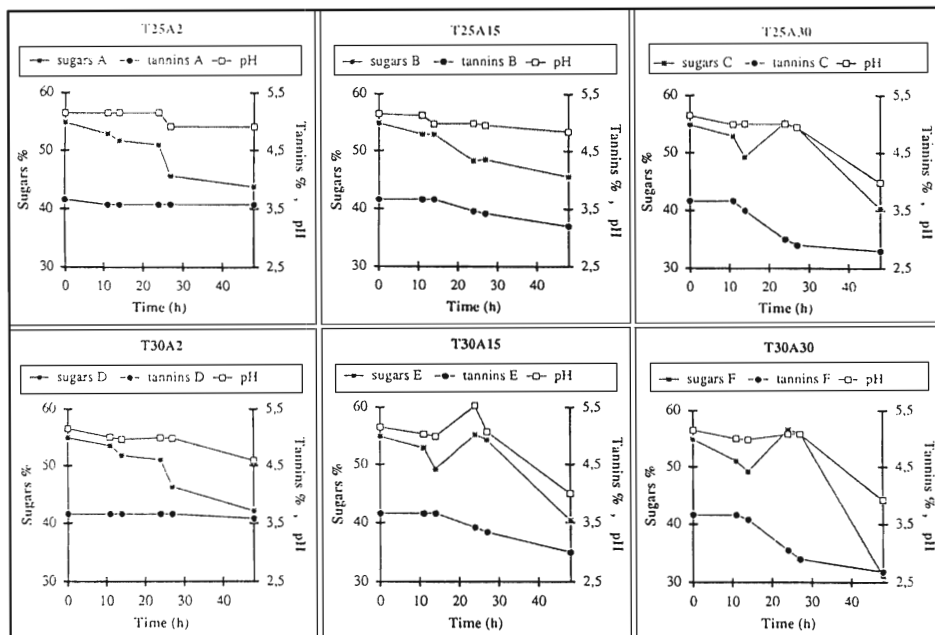 T25A2
sugars A tannins A pH
60
50
40
30
5,5
4,5
3,5
2,5
Sugars %
Tannins % , pH
0 10 20 30 40
Time (h)
T25A15
sugars B tannins B pH
60
50
40
30
5,5
4,5
3,5
2,5
Sugars %
Tannins % , pH
0 10 20 30 40
Time (h)
T25A30
sugars C tannins C pH
60
50
40
30
5,5
4,5
3,5
2,5
Sugars %
Tannins % , pH
0 10 20 30 40
Time (h)
T30A2
sugars D tannins D pH
60
50
40
30
5,5
4,5
3,5
2,5
Sugars %
Tannins % , pH
0 10 20 30 40
Time (h)
T30A15
sugars E tannins E pH
60
50
40
30
5,5
4,5
3,5
2,5
Sugars %
Tannins % , pH
0 10 20 30 40
Time (h)
T30A30
sugars F tannins F pH
60
50
40
30
5,5
4,5
3,5
2,5
Sugars %
Tannins % , pH
0 10 20 30 40
Time (h)